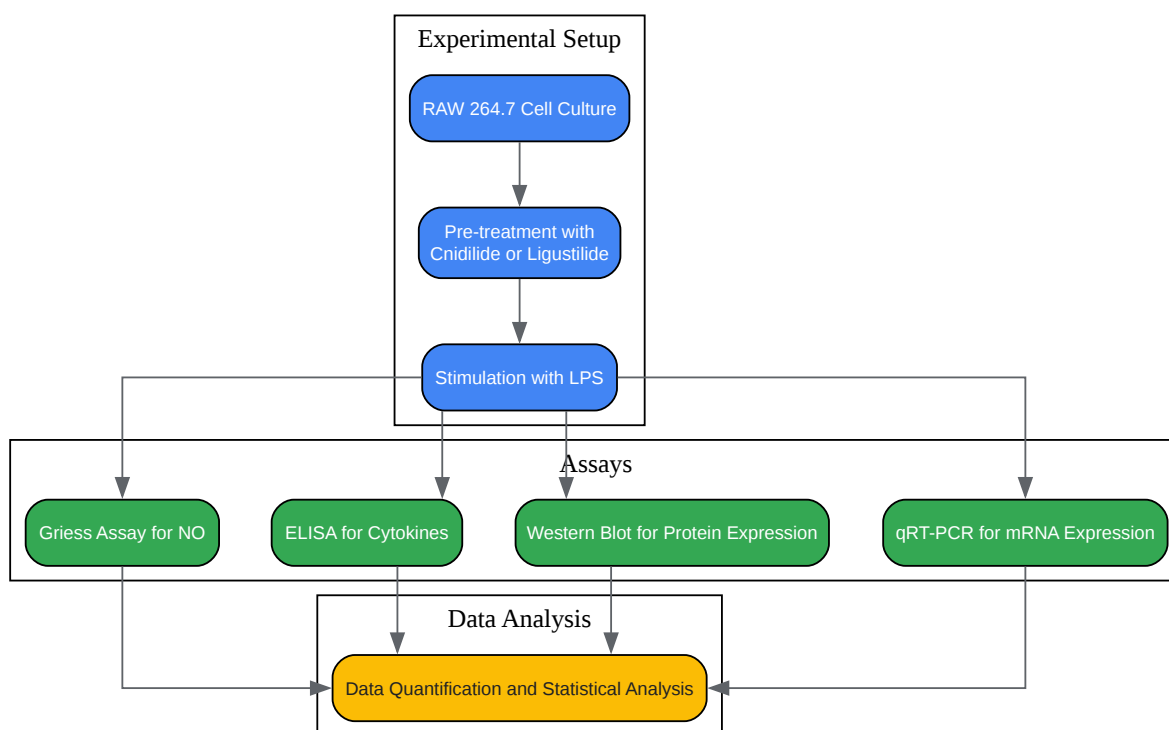 Experimental Setup
RAW 264.7 Cell Culture
Pre-treatment with
Cnidilide or Ligustilide
Stimulation with LPS
Assays
Griess Assay for NO
ELISA for Cytokines
Western Blot for Protein Expression
qRT-PCR for mRNA Expression
Data Analysis
Data Quantification and Statistical Analysis